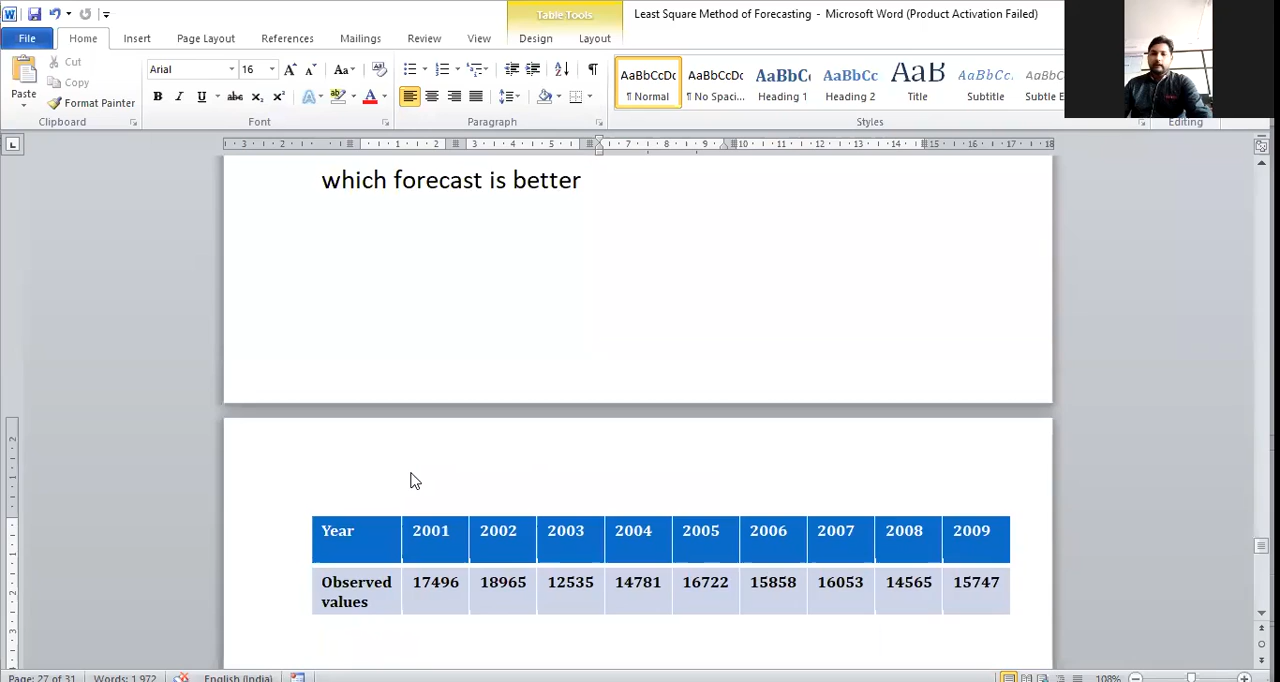 Table Tools
Least Square Method of Forecasting - Microsoft Word (Product Activation Failed)
File Home Insert Page Layout References Mailings Review View Design Layout
Cut
Copy
Paste
Format Painter
Clipboard
Arial 16
Font
Paragraph
AaBbCcDc AaBbCcDc AaBbC AaBbCc AaB AaBbCc. AaBbC
¶ Normal ¶ No Spaci... Heading 1 Heading 2 Title Subtitle Subtle E
Styles
Editing
which forecast is better
Year 2001 2002 2003 2004 2005 2006 2007 2008 2009
Observed 17496 18965 12535 14781 16722 15858 16053 14565 15747
values
Page: 27 of 31 Words: 1,972 English (India) 108%